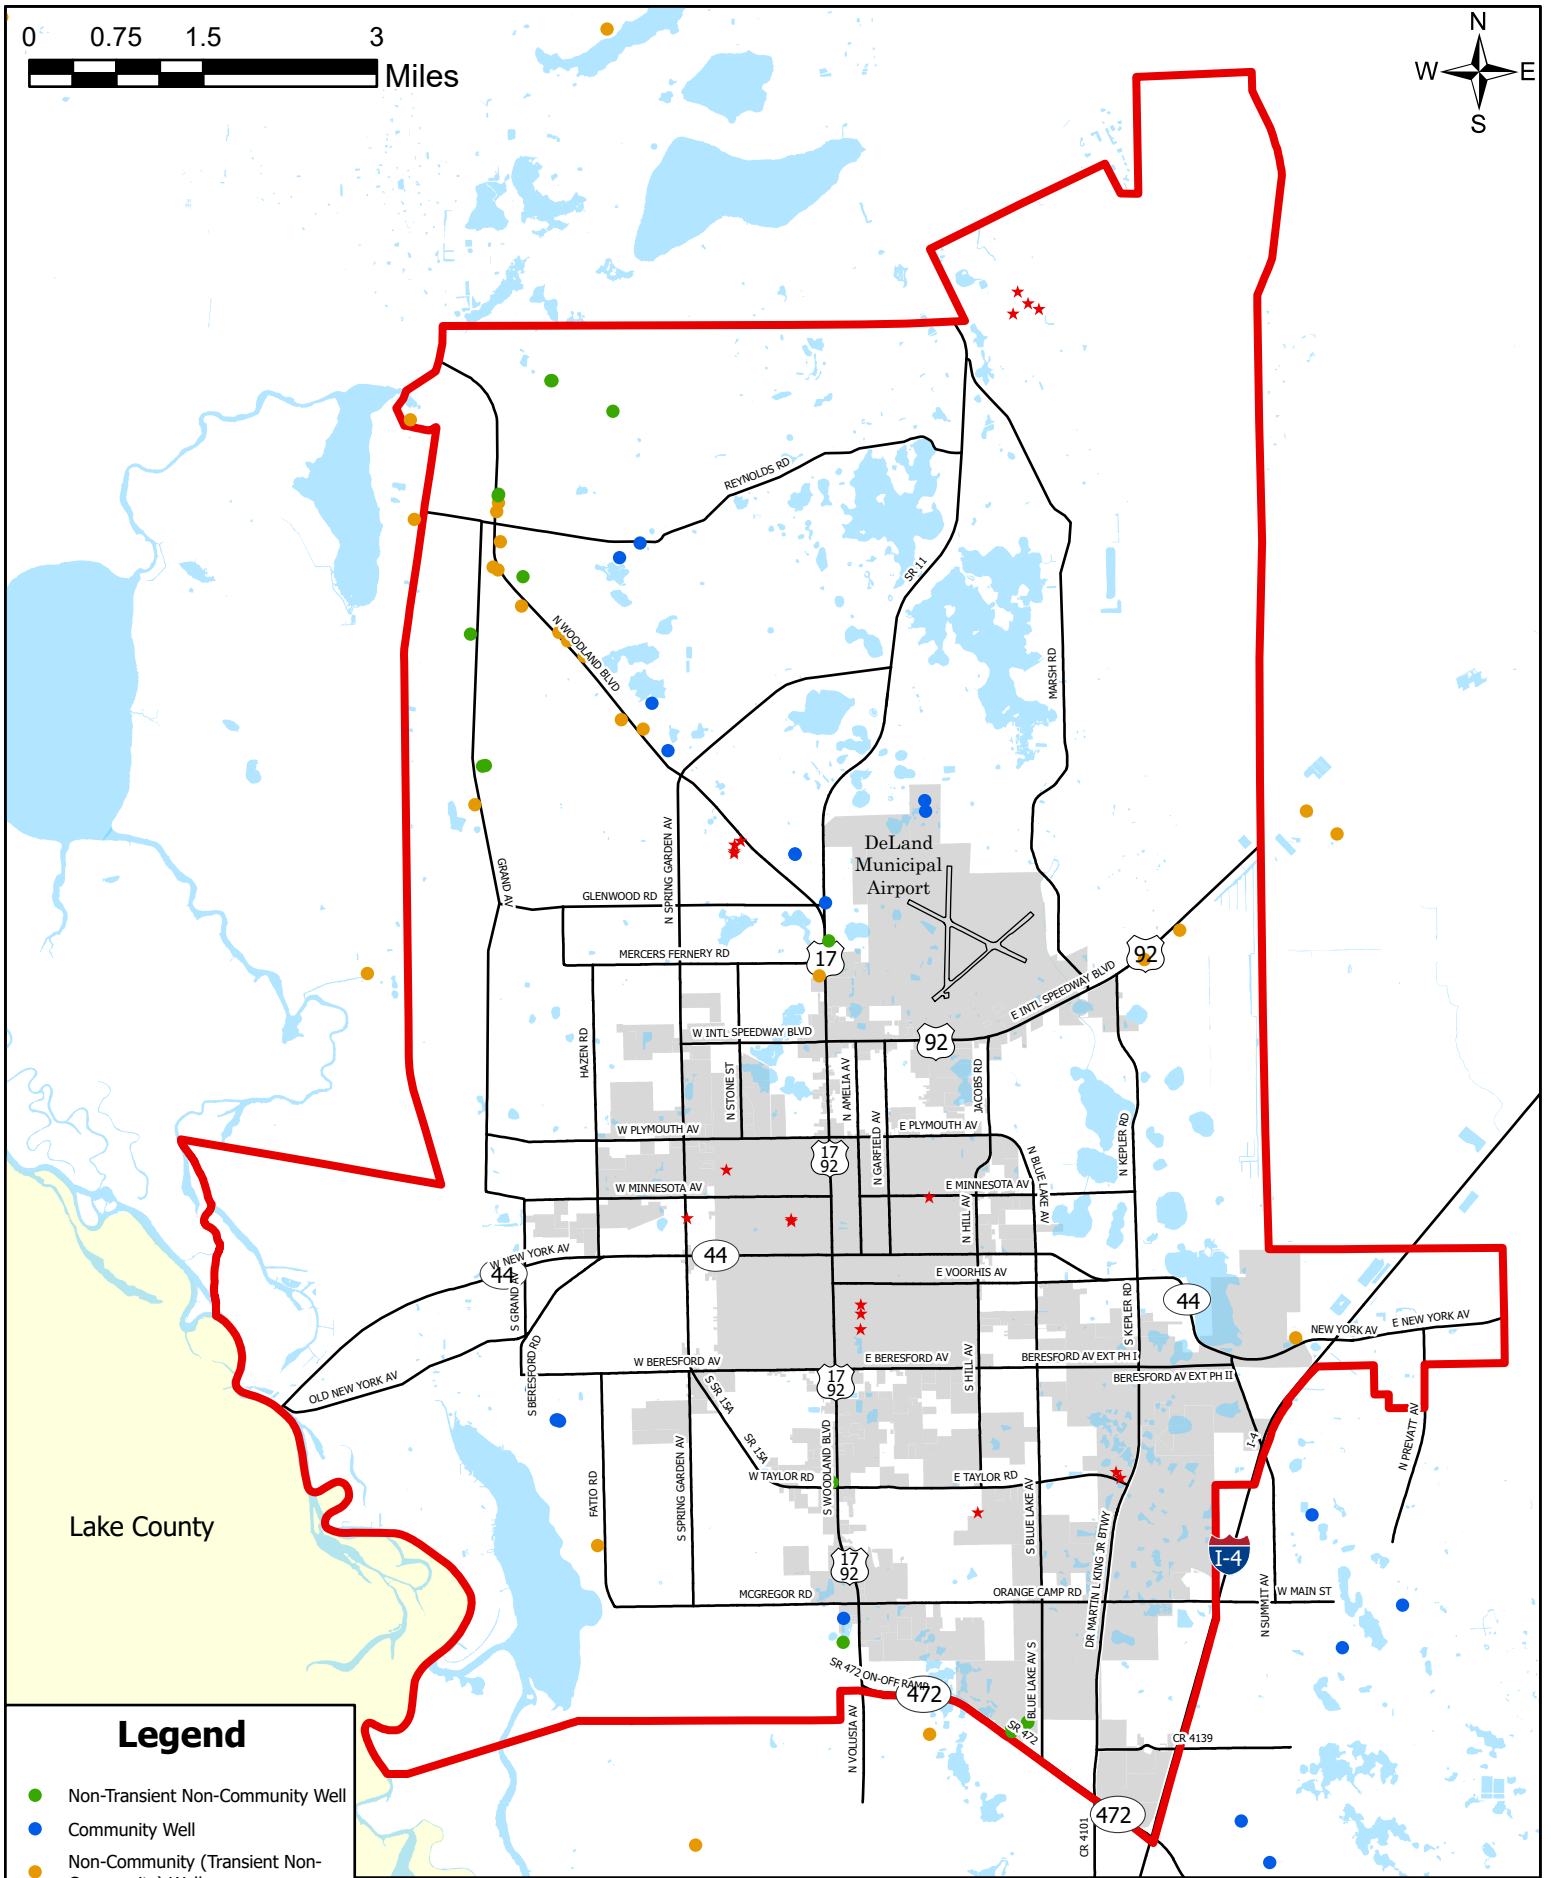 0 0.75 1.5 3
Miles
N
W E
S
REYNOLDS RD
SR 11
N WOODLAND BLVD
MARSH RD
DeLand
Municipal
Airport
N SPRING GARDEN AV
GRAND AV
GLENWOOD RD
MERCERS FERNERY RD
17
92
E INTL SPEEDWAY BLVD
W INTL SPEEDWAY BLVD
92
HAZEN RD
N STONE ST
N AMELIA AV
JACOBS RD
N GARFIELD AV
N KEPLER RD
W PLYMOUTH AV
E PLYMOUTH AV
17
92
N BLUE LAKE AV
W MINNESOTA AV
E MINNESOTA AV
N HILL AV
W NEW YORK AV
44
44
E VOORHIS AV
S GRAND AV
S KEPLER RD
44
NEW YORK AV
E NEW YORK AV
S BERESFORD RD
W BERESFORD AV
E BERESFORD AV
BERESFORD AV EXT PH I
S HILL AV
BERESFORD AV EXT PH II
OLD NEW YORK AV
17
92
S SR 15A
SR 15A
I-4
N PREVATT AV
FATIO RD
S SPRING GARDEN AV
S WOODLAND BLVD
W TAYLOR RD
E TAYLOR RD
S BLUE LAKE AV
DR MARTIN L KING JR BTWY
Lake County
17
92
I-4
MCGREGOR RD
ORANGE CAMP RD
W MAIN ST
N SUMMIT AV
SR 472 ON-OFF RAMP
472
BLUE LAKE AV S
SR 472
N VOLUSIA AV
CR 4139
472
CR 4101
Legend
Non-Transient Non-Community Well
Community Well
Non-Community (Transient Non-
Community) Well